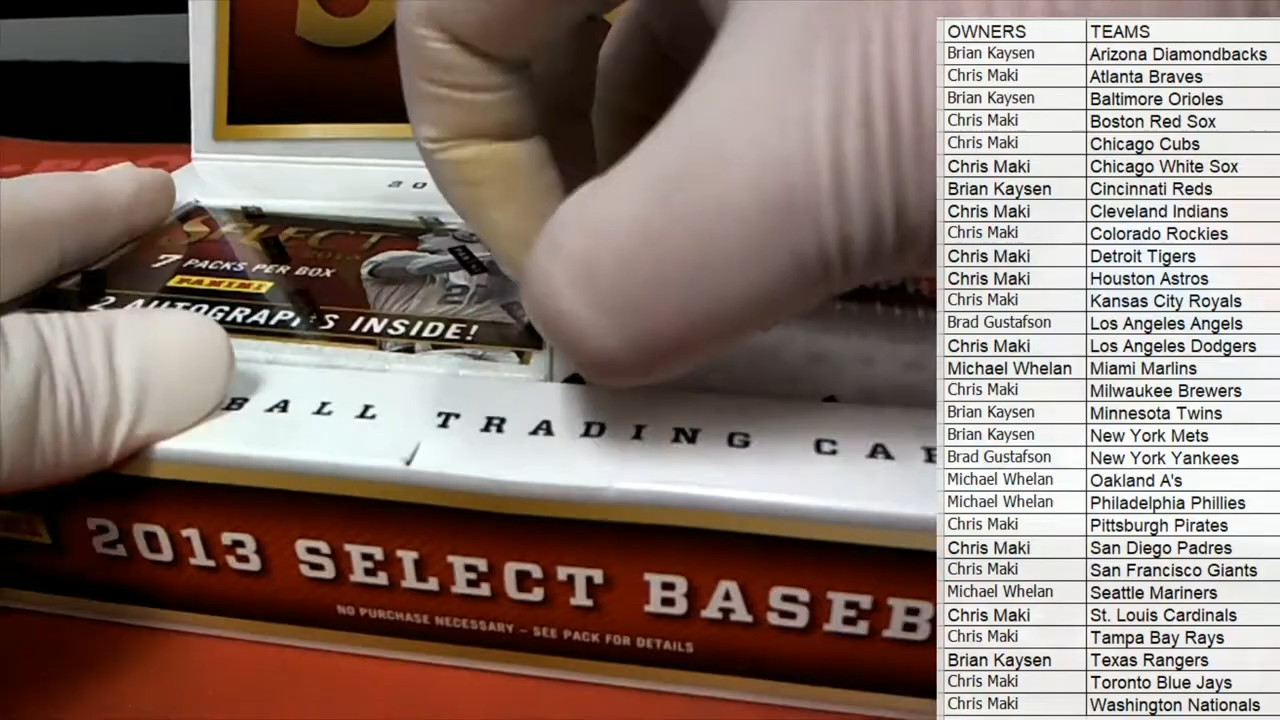 20
SELECT
2013
7 PACKS PER BOX
PANINI
2 AUTOGRAPHS INSIDE!
BALL TRADING CAR
2013 SELECT BASEB
NO PURCHASE NECESSARY – SEE PACK FOR DETAILS
OWNERS TEAMS
Brian Kaysen Arizona Diamondbacks
Chris Maki Atlanta Braves
Brian Kaysen Baltimore Orioles
Chris Maki Boston Red Sox
Chris Maki Chicago Cubs
Chris Maki Chicago White Sox
Brian Kaysen Cincinnati Reds
Chris Maki Cleveland Indians
Chris Maki Colorado Rockies
Chris Maki Detroit Tigers
Chris Maki Houston Astros
Chris Maki Kansas City Royals
Brad Gustafson Los Angeles Angels
Chris Maki Los Angeles Dodgers
Michael Whelan Miami Marlins
Chris Maki Milwaukee Brewers
Brian Kaysen Minnesota Twins
Brian Kaysen New York Mets
Brad Gustafson New York Yankees
Michael Whelan Oakland A's
Michael Whelan Philadelphia Phillies
Chris Maki Pittsburgh Pirates
Chris Maki San Diego Padres
Chris Maki San Francisco Giants
Michael Whelan Seattle Mariners
Chris Maki St. Louis Cardinals
Chris Maki Tampa Bay Rays
Brian Kaysen Texas Rangers
Chris Maki Toronto Blue Jays
Chris Maki Washington Nationals